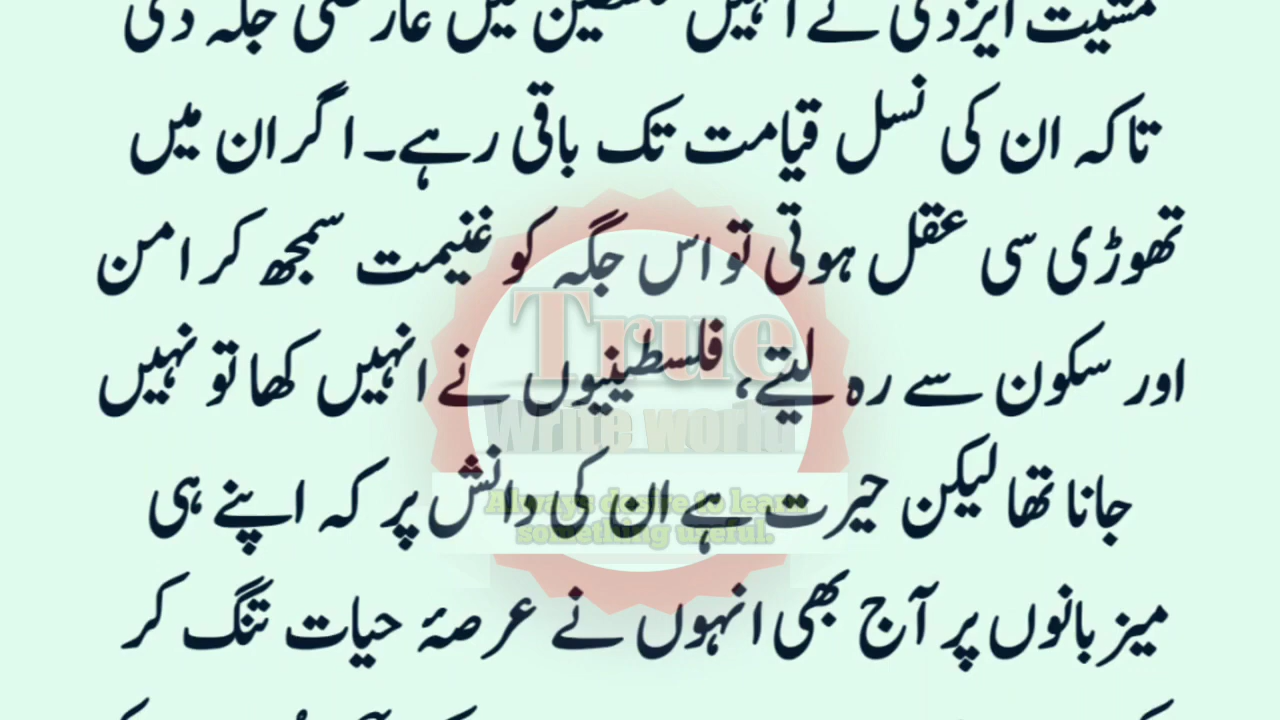 مشیت ایزدی نے انہیں فلسطین میں عارضی جگہ دی
تاکہ ان کی نسل قیامت تک باقی رہے۔ اگر ان میں
تھوڑی سی عقل ہوتی تو اس جگہ کو غنیمت سمجھ کر امن
اور سکون سے رہ لیتے، فلسطینیوں نے انہیں کھا تو نہیں
جانا تھا لیکن حیرت ہے ان کی دانش پر کہ اپنے ہی
میزبانوں پر آج بھی انہوں نے عرصۂ حیات تنگ کر
True
Write world
Always desire to learn
something useful.